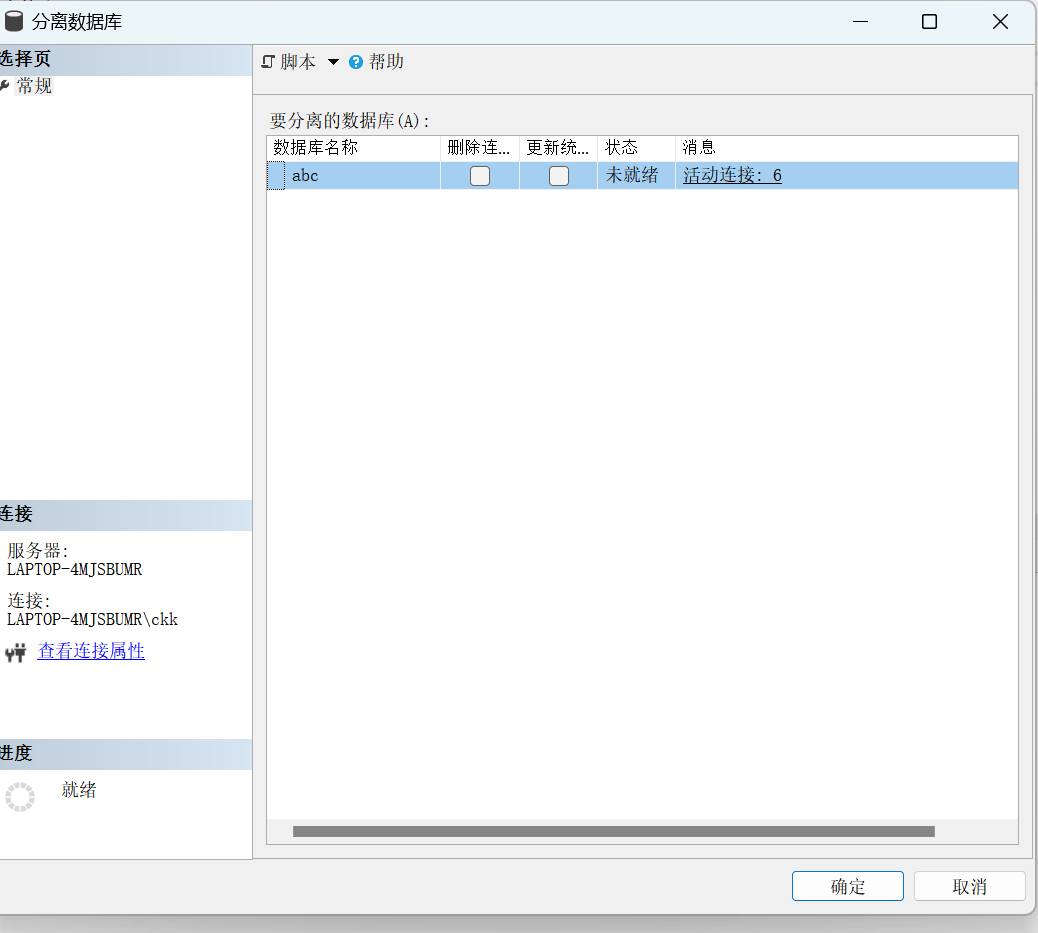 分离数据库
选择页
常规
脚本 帮助
要分离的数据库(A):
数据库名称 删除连... 更新统... 状态 消息
abc 未就绪 活动连接: 6
连接
服务器:
LAPTOP-4MJSBUMR
连接:
LAPTOP-4MJSBUMR\ckk
查看连接属性
进度
就绪
确定 取消